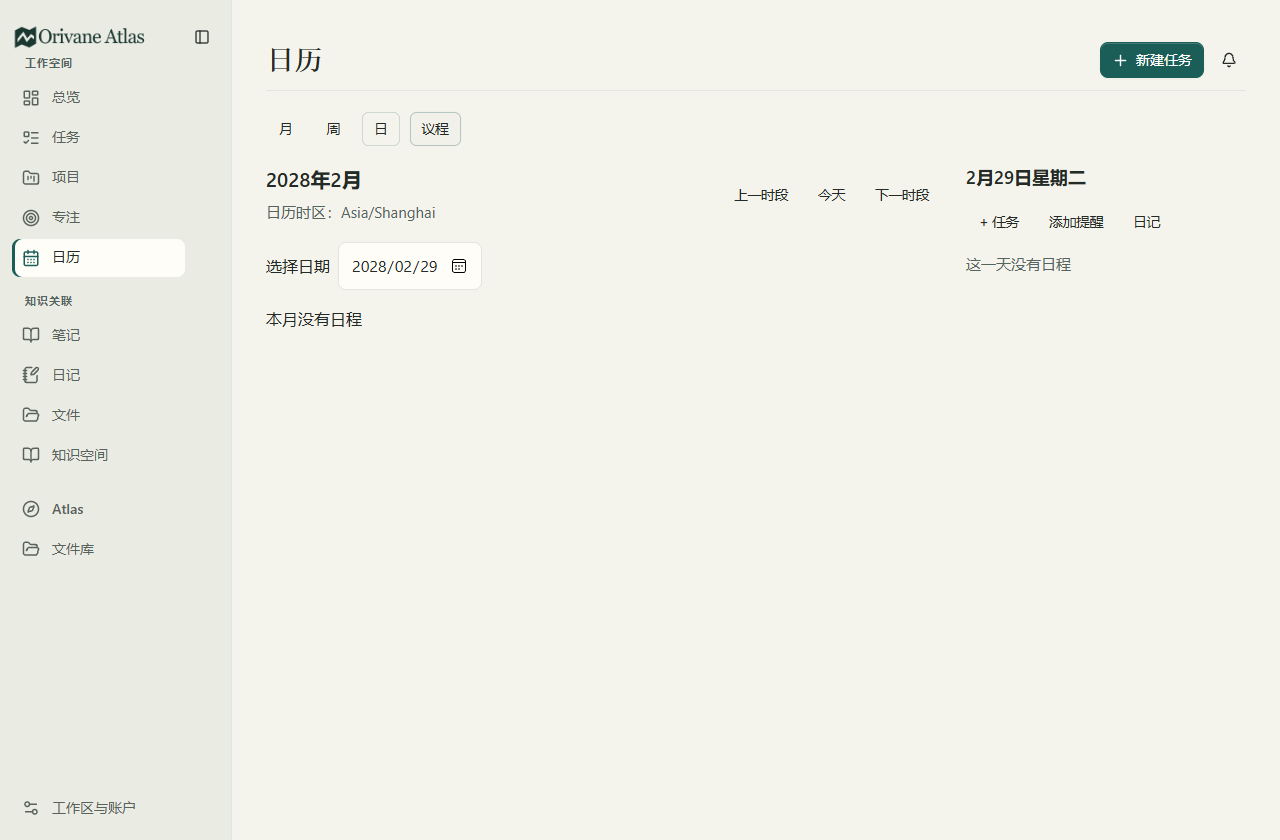 Orivane Atlas
工作空间
总览
任务
项目
专注
日历
知识关联
笔记
日记
文件
知识空间
Atlas
文件库
工作区与账户
日历
新建任务
月 周 日 议程
2028年2月
日历时区：Asia/Shanghai
上一时段 今天 下一时段
选择日期 2028/02/29
本月没有日程
2月29日星期二
+ 任务 添加提醒 日记
这一天没有日程